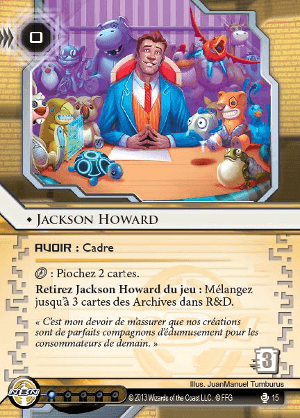 0
♦ JACKSON HOWARD
AVOIR : Cadre
: Piochez 2 cartes.
Retirez Jackson Howard du jeu : Mélangez
jusqu'à 3 cartes des Archives dans R&D.
« C'est mon devoir de m'assurer que nos créations
sont de parfaits compagnons d'édumusement pour les
consommateurs de demain. »
3
Illus. JuanManuel Tumburus
NBN
© 2013 Wizards of the Coast LLC. © FFG
15